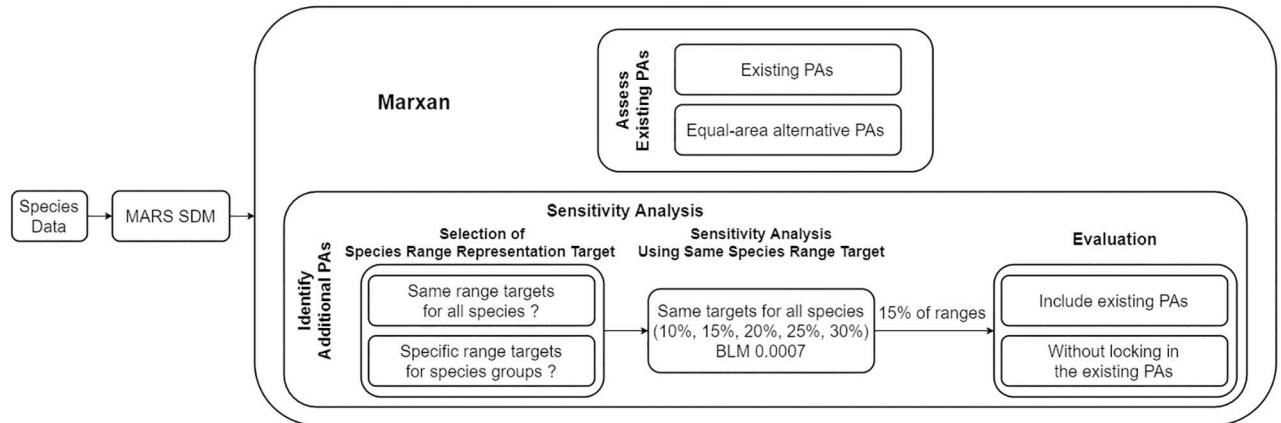 Species
Data
MARS SDM
Marxan
Assess
Existing PAs
Existing PAs
Equal-area alternative PAs
Identify
Additional PAs
Sensitivity Analysis
Selection of
Species Range Representation Target
Same range targets
for all species ?
Specific range targets
for species groups ?
Sensitivity Analysis
Using Same Species Range Target
Same targets for all species
(10%, 15%, 20%, 25%, 30%)
BLM 0.0007
15% of ranges
Evaluation
Include existing PAs
Without locking in
the existing PAs